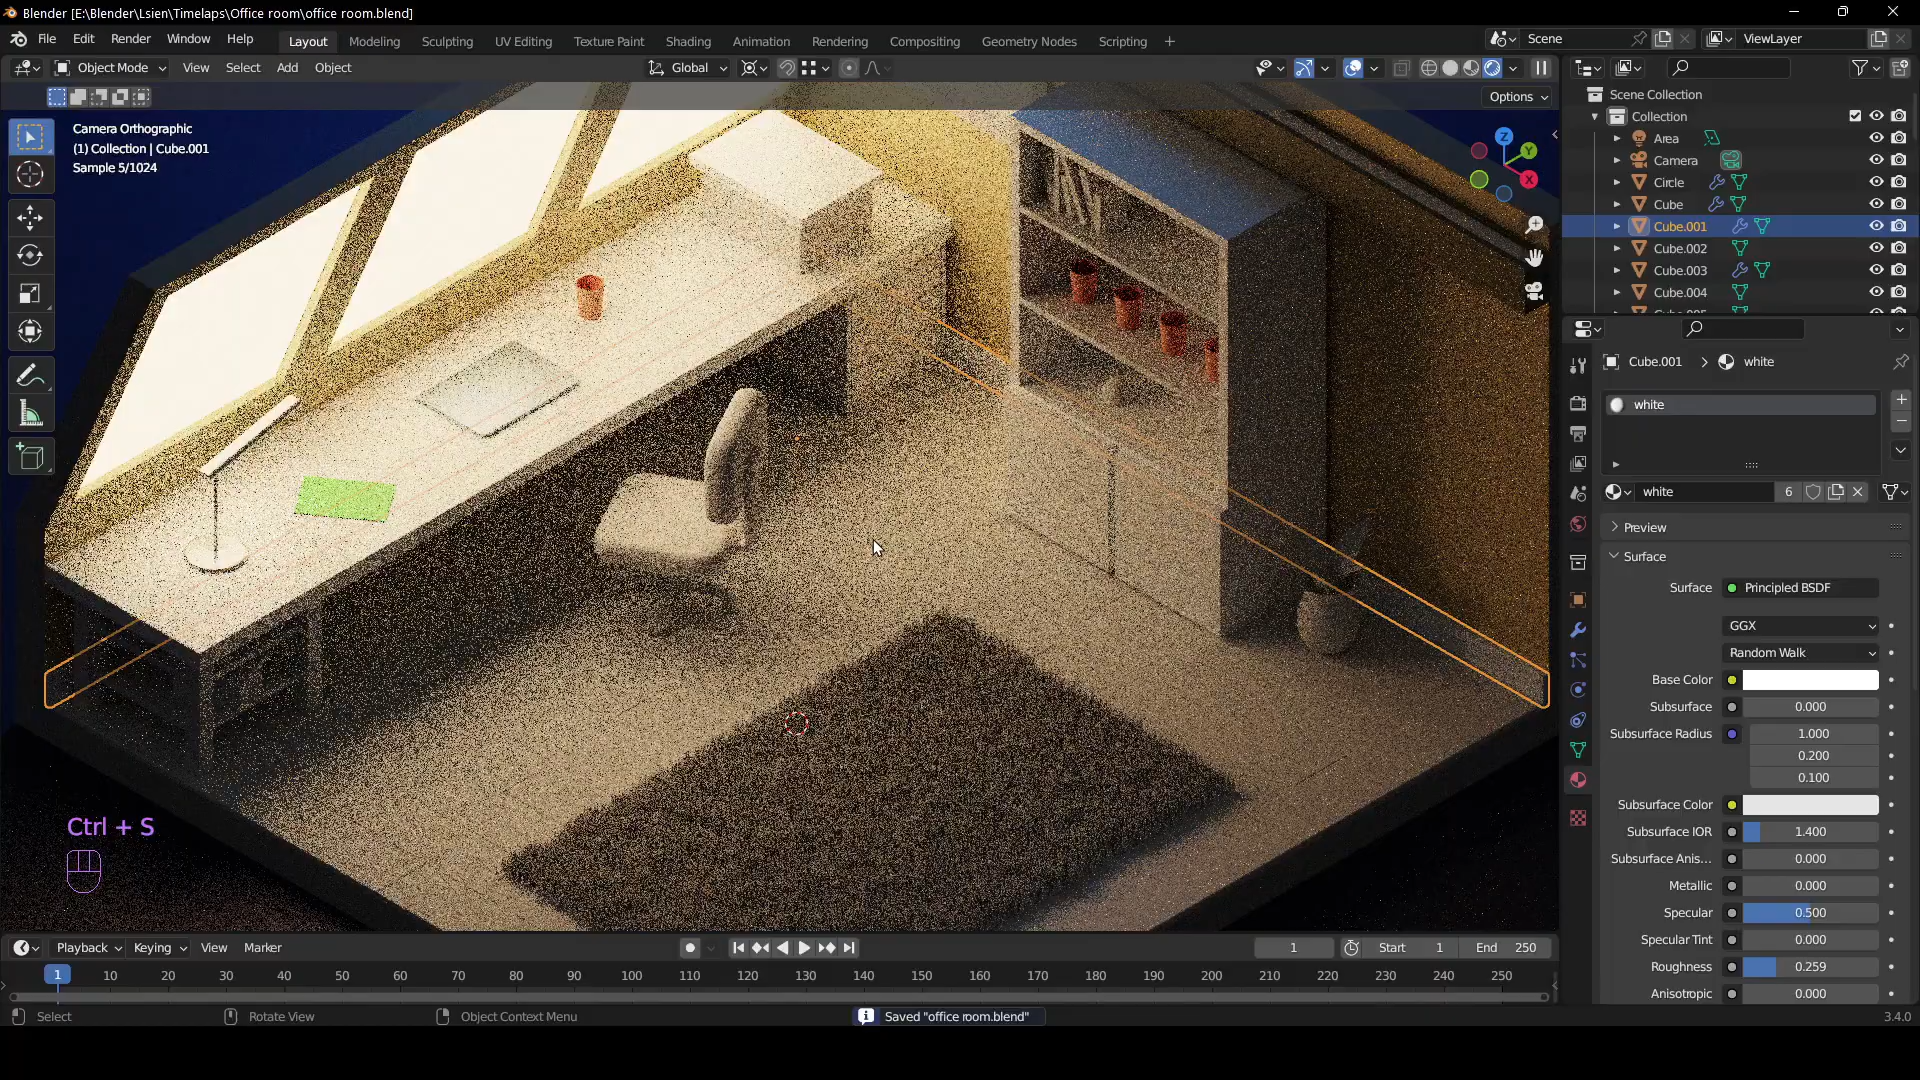 Blender [E:\Blender\Lsien\Timelaps\Office room\office room.blend]
File Edit Render Window Help Layout Modeling Sculpting UV Editing Texture Paint Shading Animation Rendering Compositing Geometry Nodes Scripting + Scene ViewLayer
Object Mode View Select Add Object Global
Options
Camera Orthographic
(1) Collection | Cube.001
Sample 5/1024
Z
Y
X
Scene Collection
Collection
Area
Camera
Circle
Cube
Cube.001
Cube.002
Cube.003
Cube.004
Cube.001 > white
white
white 6
Preview
Surface
Surface Principled BSDF
GGX
Random Walk
Base Color
Subsurface 0.000
Subsurface Radius 1.000
0.200
0.100
Subsurface Color
Subsurface IOR 1.400
Subsurface Anis... 0.000
Metallic 0.000
Specular 0.500
Specular Tint 0.000
Roughness 0.259
Anisotropic 0.000
Ctrl + S
Playback Keying View Marker 1 Start 1 End 250
1 10 20 30 40 50 60 70 80 90 100 110 120 130 140 150 160 170 180 190 200 210 220 230 240 250
Select Rotate View Object Context Menu Saved "office room.blend" 3.4.0